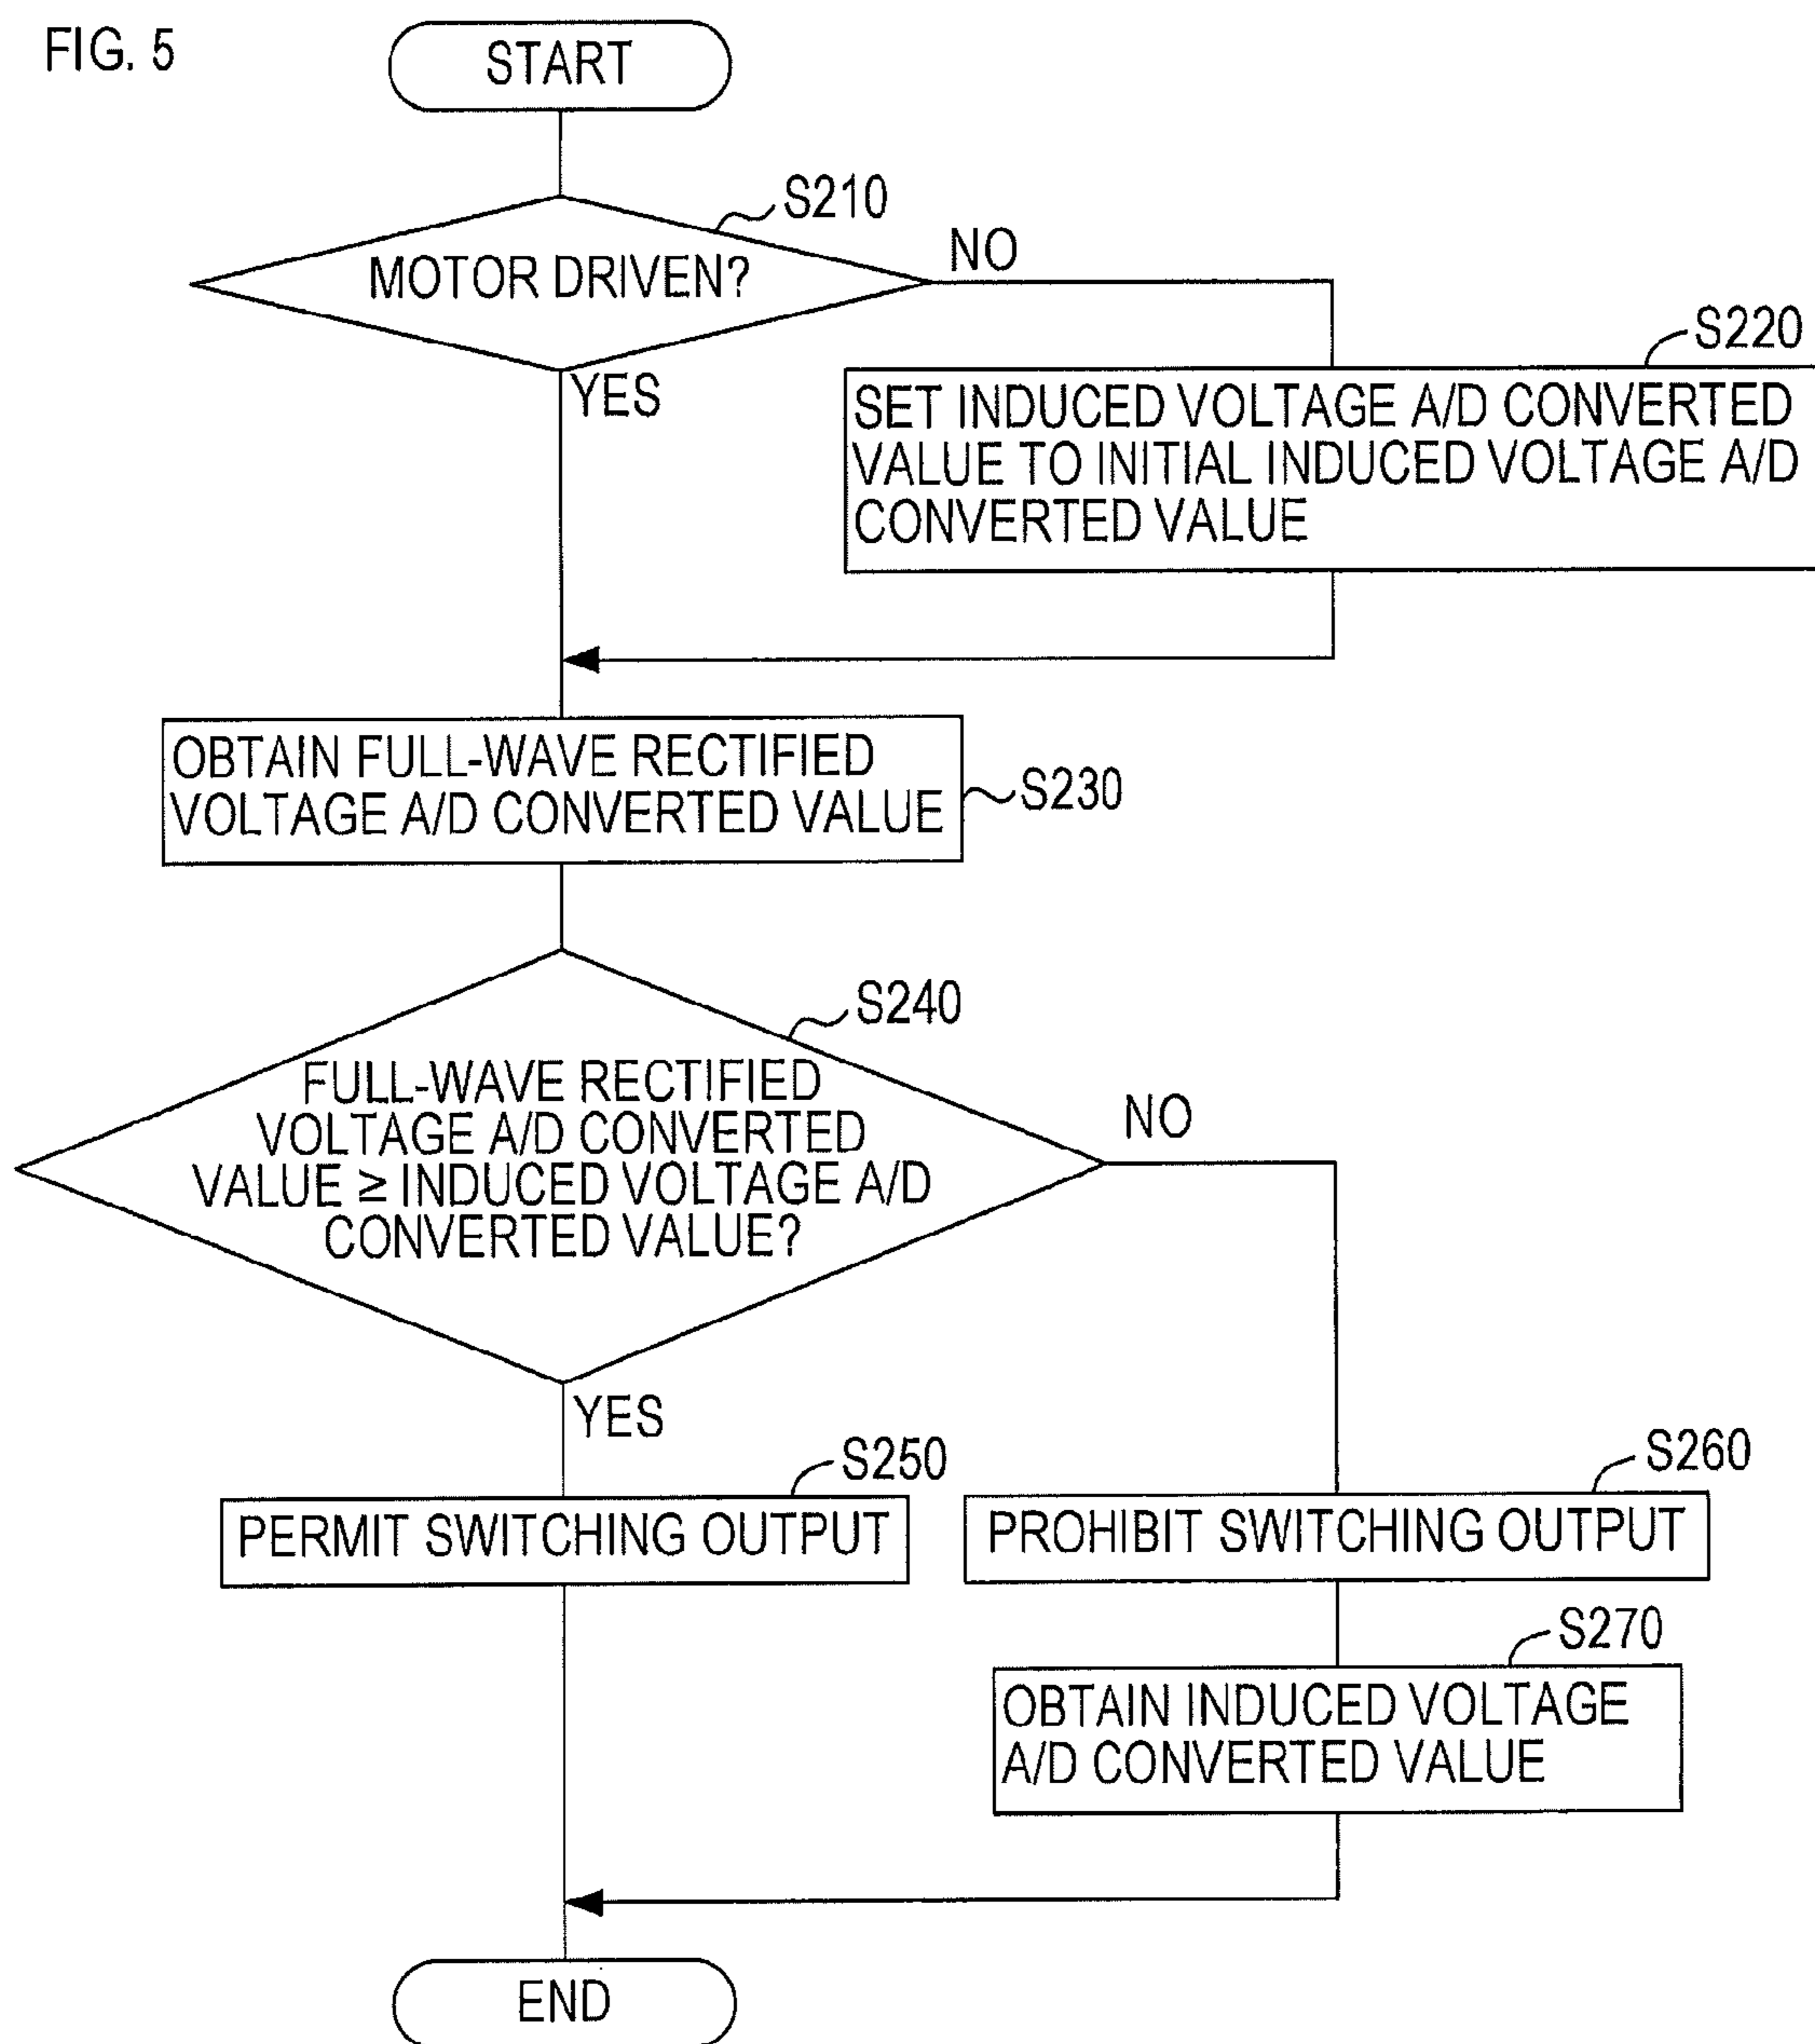 FIG. 5
START
S210
MOTOR DRIVEN?
NO
YES
S220
SET INDUCED VOLTAGE A/D CONVERTED
VALUE TO INITIAL INDUCED VOLTAGE A/D
CONVERTED VALUE
OBTAIN FULL-WAVE RECTIFIED
VOLTAGE A/D CONVERTED VALUE
S230
S240
FULL-WAVE RECTIFIED
VOLTAGE A/D CONVERTED
VALUE ≥ INDUCED VOLTAGE A/D
CONVERTED VALUE?
NO
YES
S250
PERMIT SWITCHING OUTPUT
S260
PROHIBIT SWITCHING OUTPUT
S270
OBTAIN INDUCED VOLTAGE
A/D CONVERTED VALUE
END